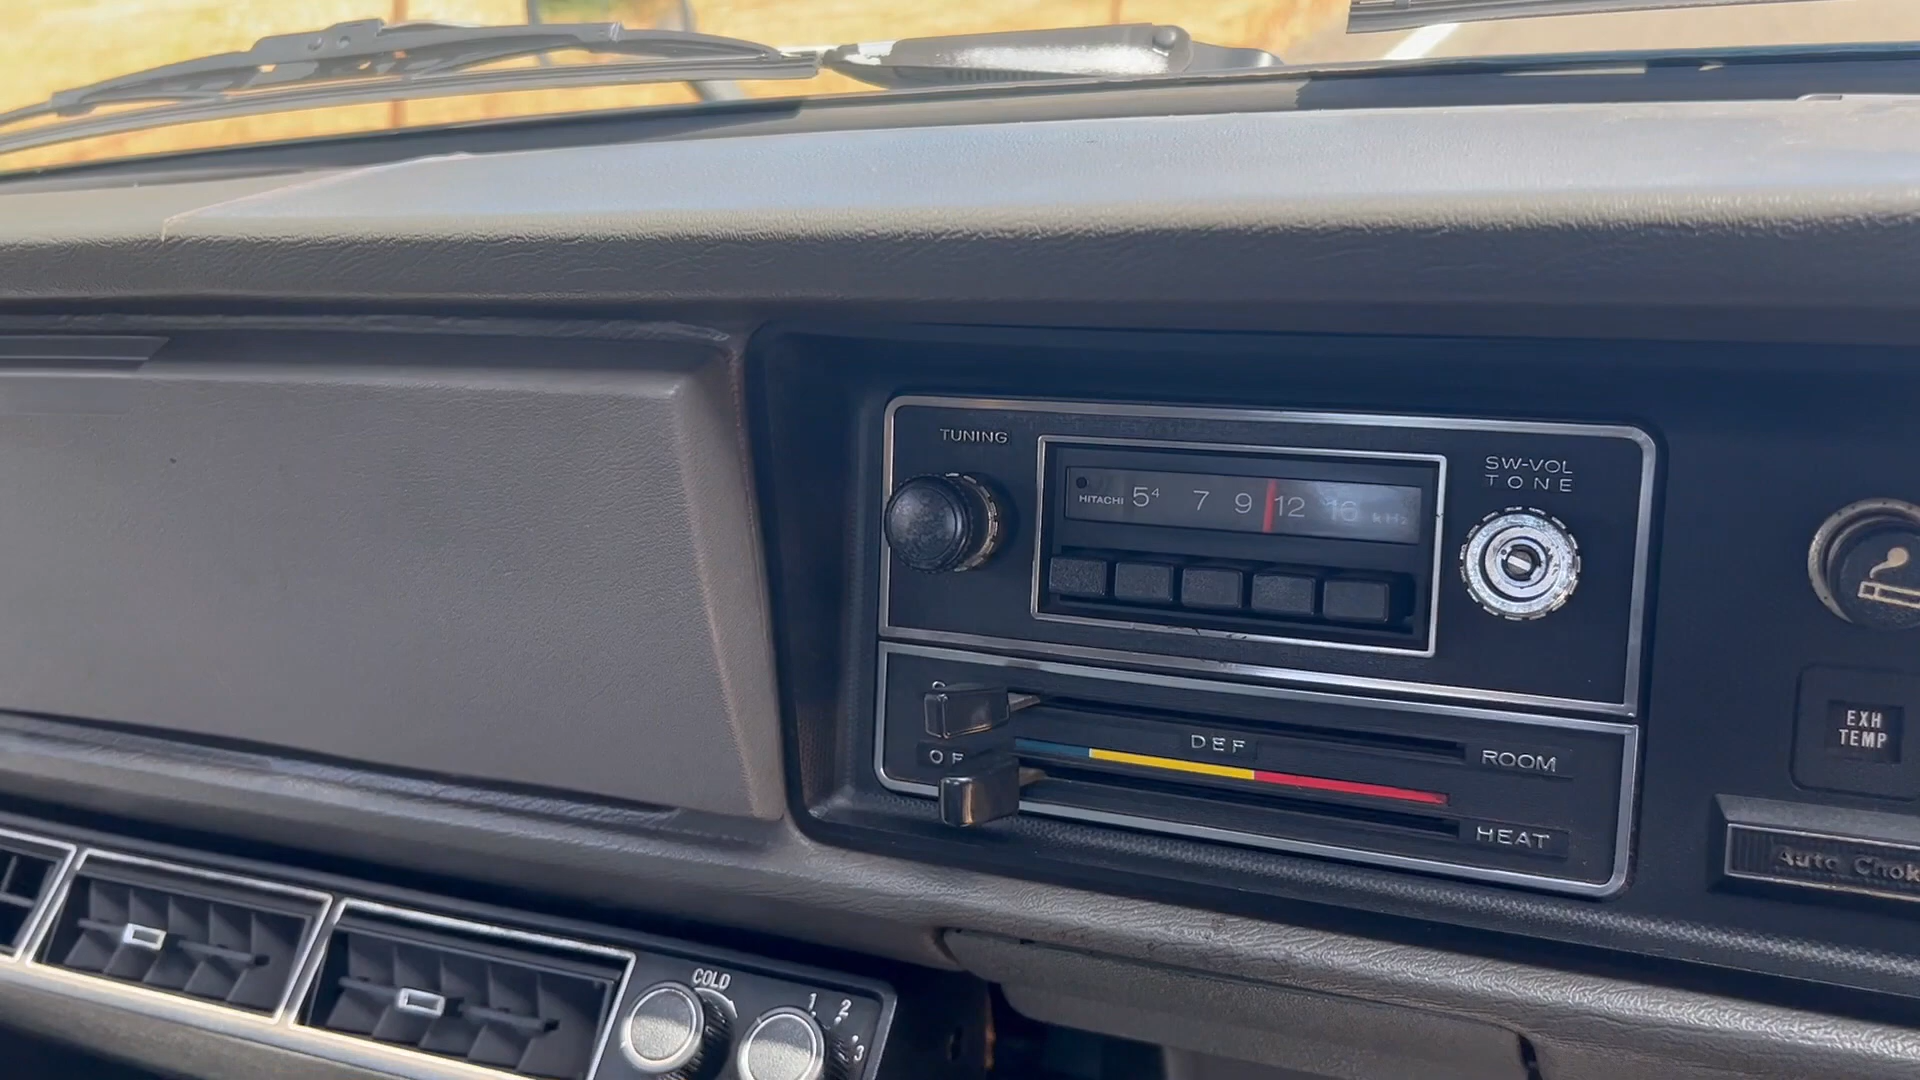 TUNING
SW-VOL
TONE
HITACHI 5⁴ 7 9 12 16 kHz
DEF
ROOM
HEAT
EXH
TEMP
Auto
COLD
1 2
3